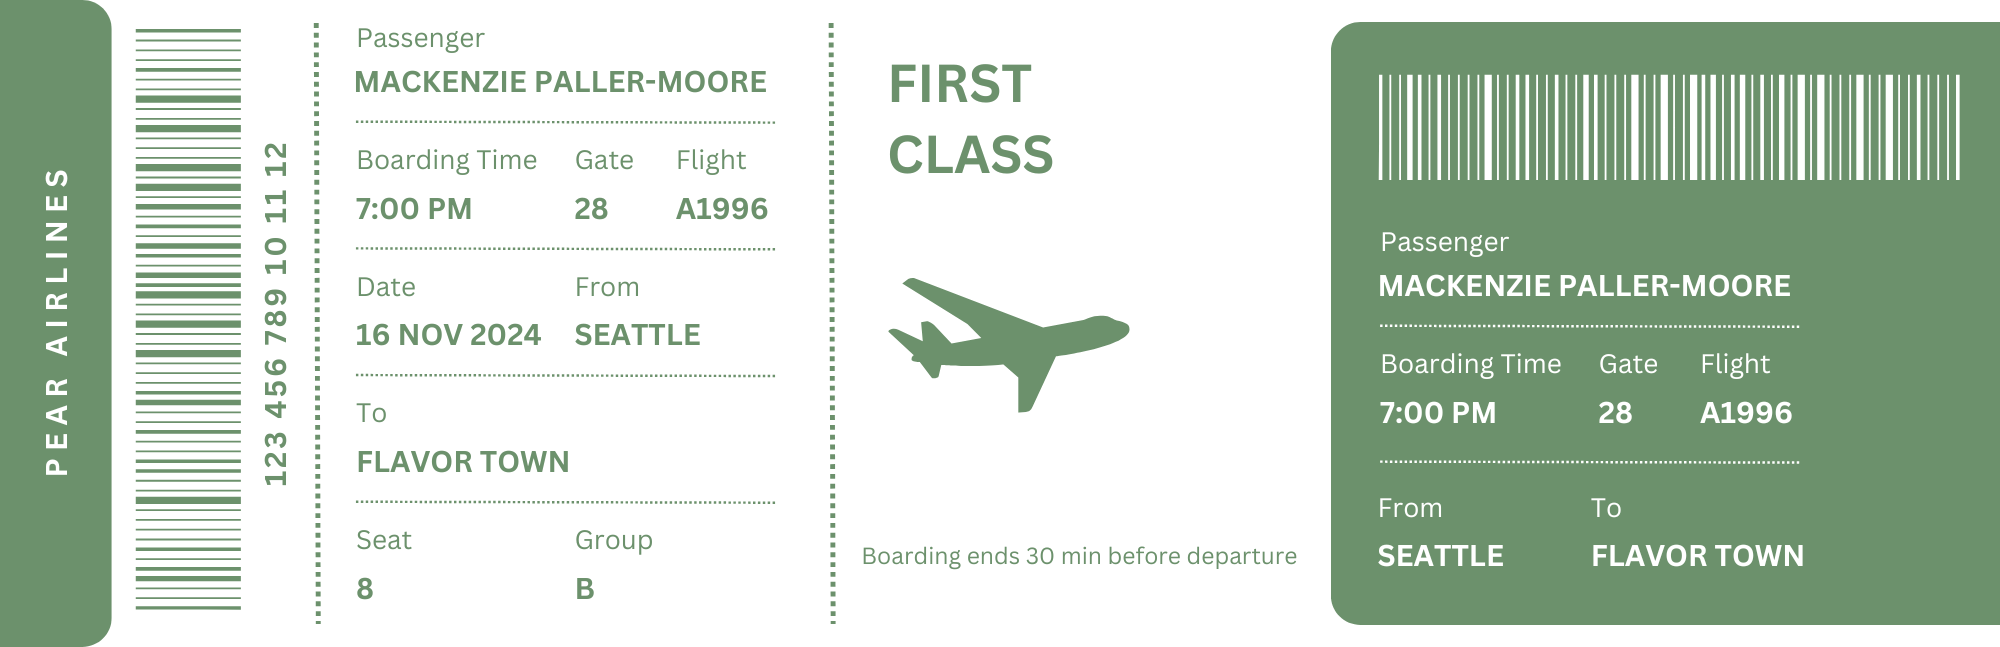 PEAR AIRLINES
123 456 789 10 11 12
Passenger
MACKENZIE PALLER-MOORE
Boarding Time Gate Flight
7:00 PM 28 A1996
Date From
16 NOV 2024 SEATTLE
To
FLAVOR TOWN
Seat Group
8 B
FIRST
CLASS
Boarding ends 30 min before departure
Passenger
MACKENZIE PALLER-MOORE
Boarding Time Gate Flight
7:00 PM 28 A1996
From To
SEATTLE FLAVOR TOWN